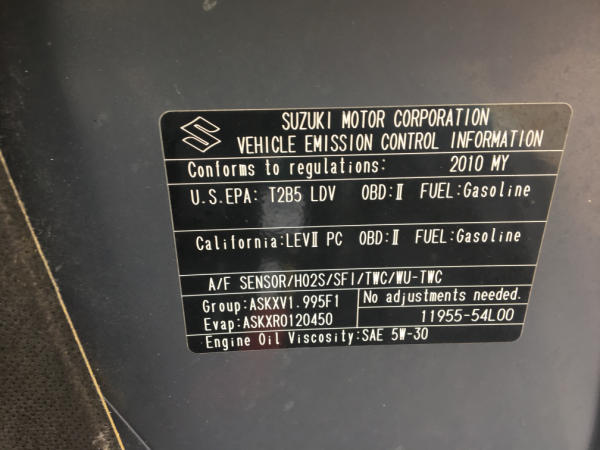 SUZUKI MOTOR CORPORATION
VEHICLE EMISSION CONTROL INFORMATION
Conforms to regulations: 2010 MY
U.S.EPA: T2B5 LDV OBD:Ⅱ FUEL:Gasoline
California:LEVⅡ PC OBD:Ⅱ FUEL:Gasoline
A/F SENSOR/HO2S/SFI/TWC/WU-TWC
Group:ASKXV1.995F1 No adjustments needed.
Evap:ASKXR0120450 11955-54L00
Engine Oil Viscosity:SAE 5W-30